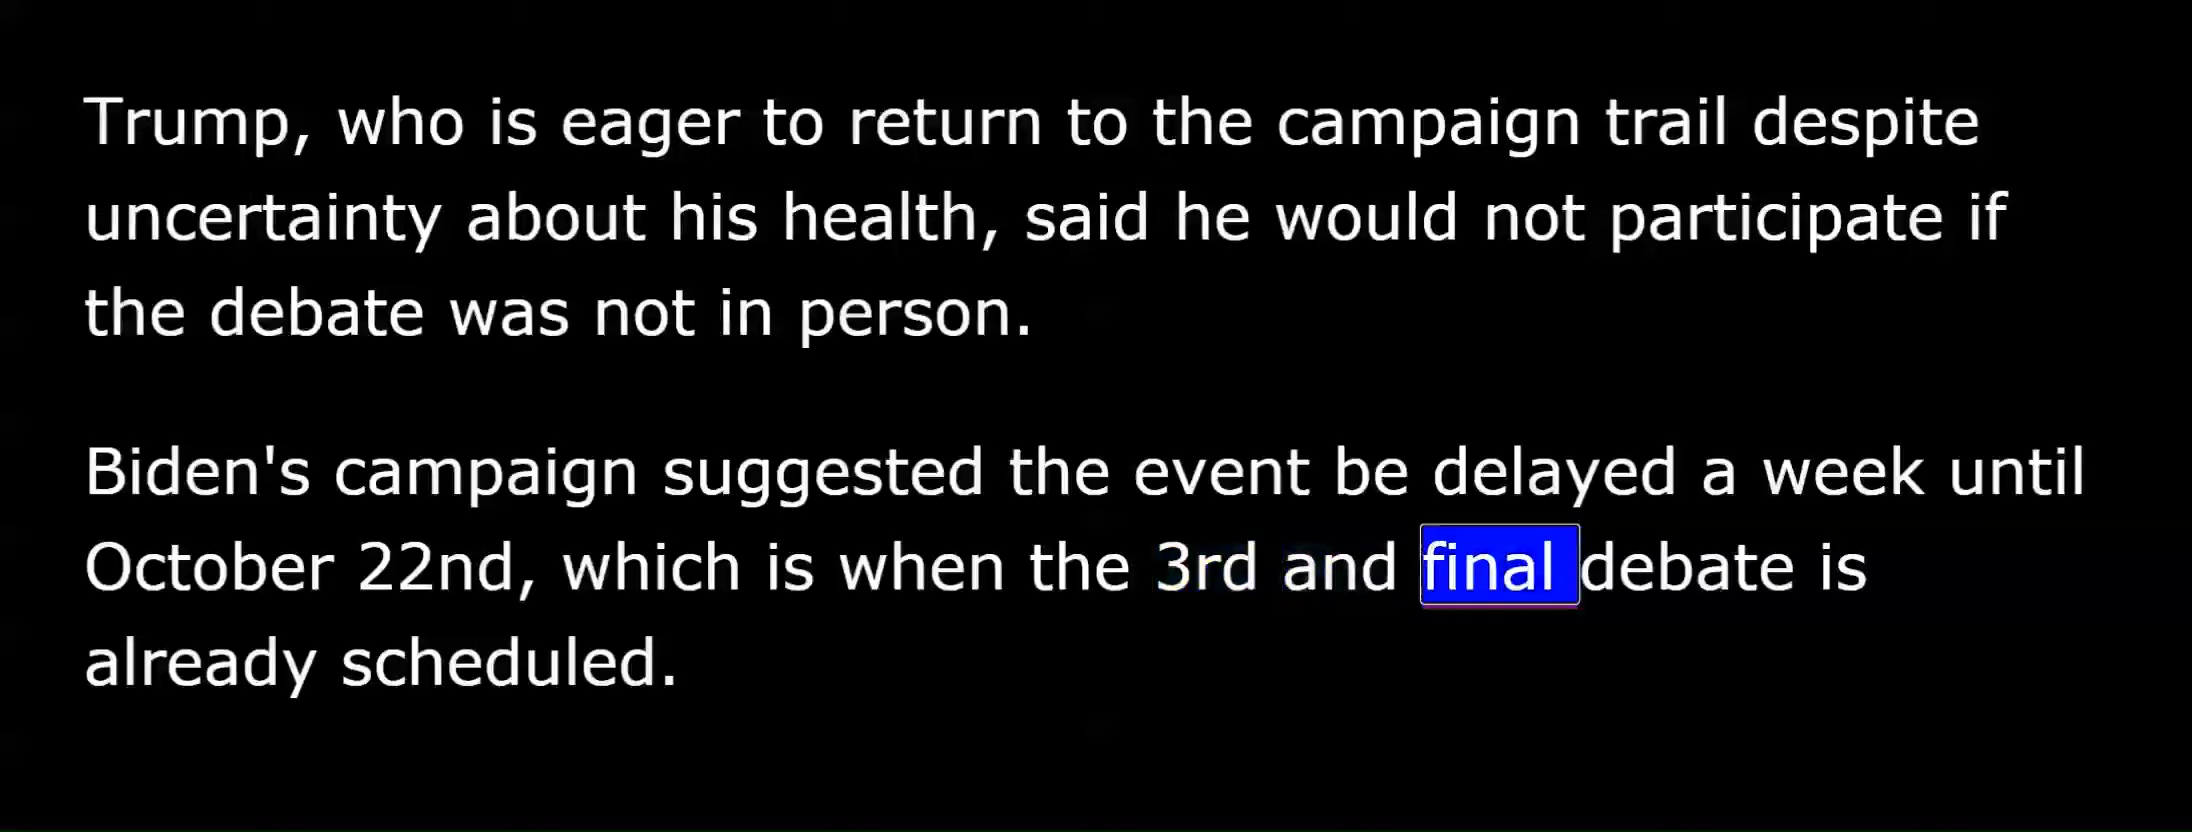 Trump, who is eager to return to the campaign trail despite
uncertainty about his health, said he would not participate if
the debate was not in person.
Biden's campaign suggested the event be delayed a week until
October 22nd, which is when the 3rd and final debate is
already scheduled.